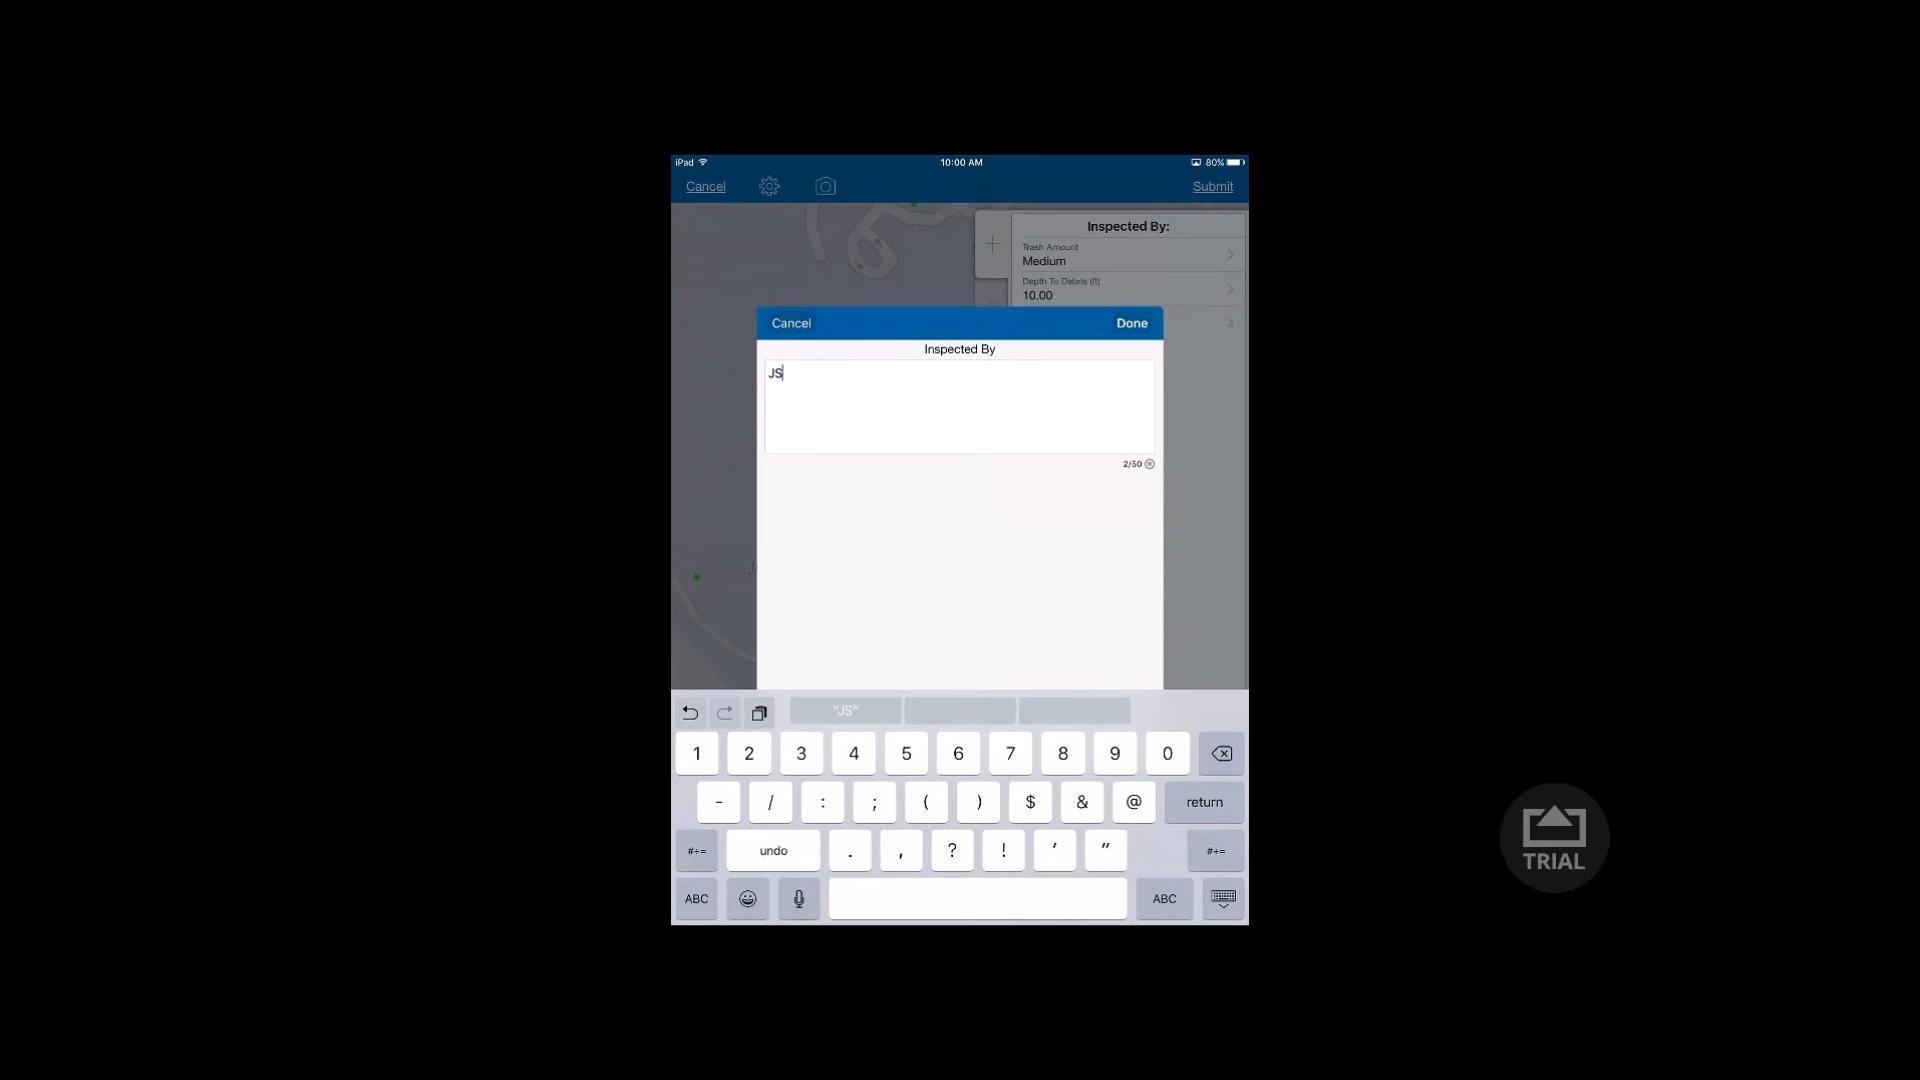 iPad 10:00 AM 80%
Cancel Submit
Inspected By:
Trash Amount
Medium
Depth To Debris (ft)
10.00
Cancel Done
Inspected By
JS
2/50
"JS"
1 2 3 4 5 6 7 8 9 0
- / : ; ( ) $ & @ return
#+= undo . , ? ! ' " #+=
ABC ABC
TRIAL